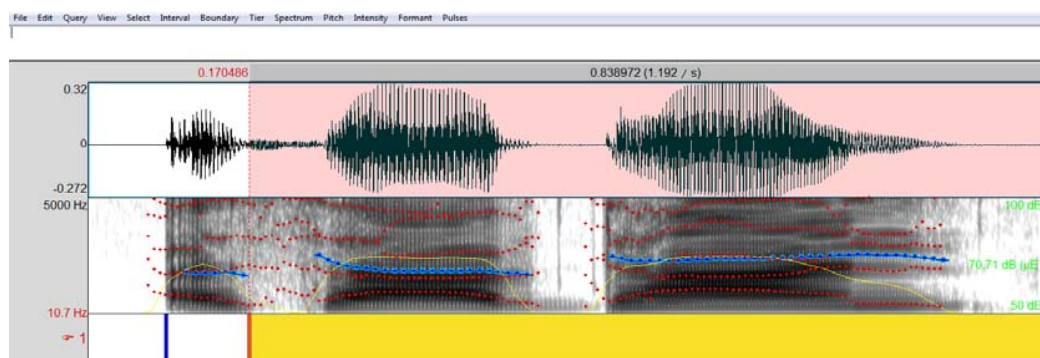 File Edit Query View Select Interval Boundary Tier Spectrum Pitch Intensity Formant Pulses
0.170486 0.838972 (1.192 / s)
0.32
0
-0.272
5000 Hz 100 dB
70.71 dB (µE)
10.7 Hz 50 dB
☞ 1